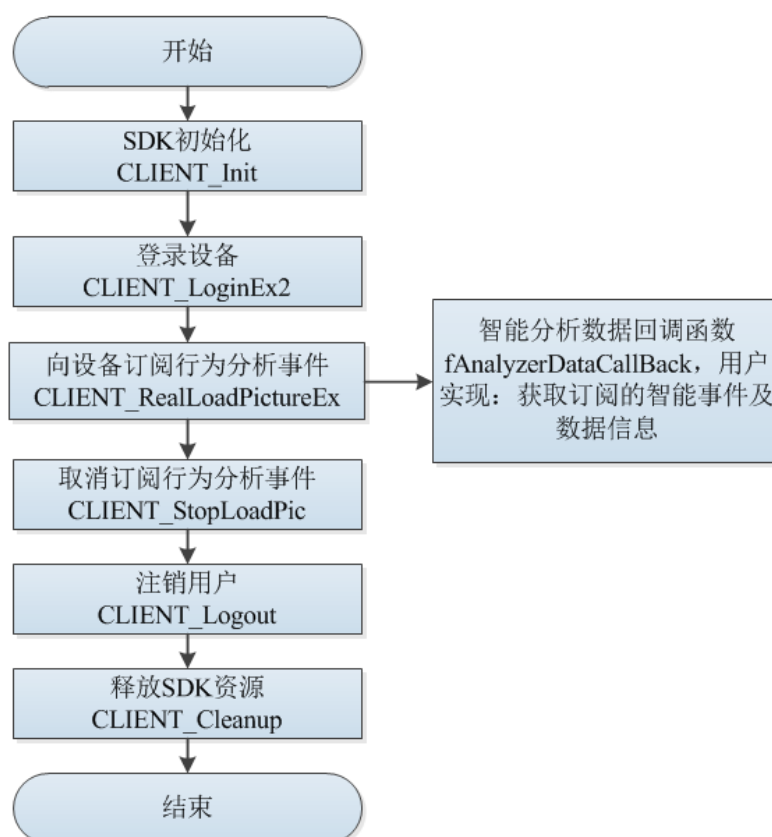 开始
SDK初始化
CLIENT_Init
登录设备
CLIENT_LoginEx2
向设备订阅行为分析事件
CLIENT_RealLoadPictureEx
智能分析数据回调函数
fAnalyzerDataCallBack，用户
实现：获取订阅的智能事件及
数据信息
取消订阅行为分析事件
CLIENT_StopLoadPic
注销用户
CLIENT_Logout
释放SDK资源
CLIENT_Cleanup
结束